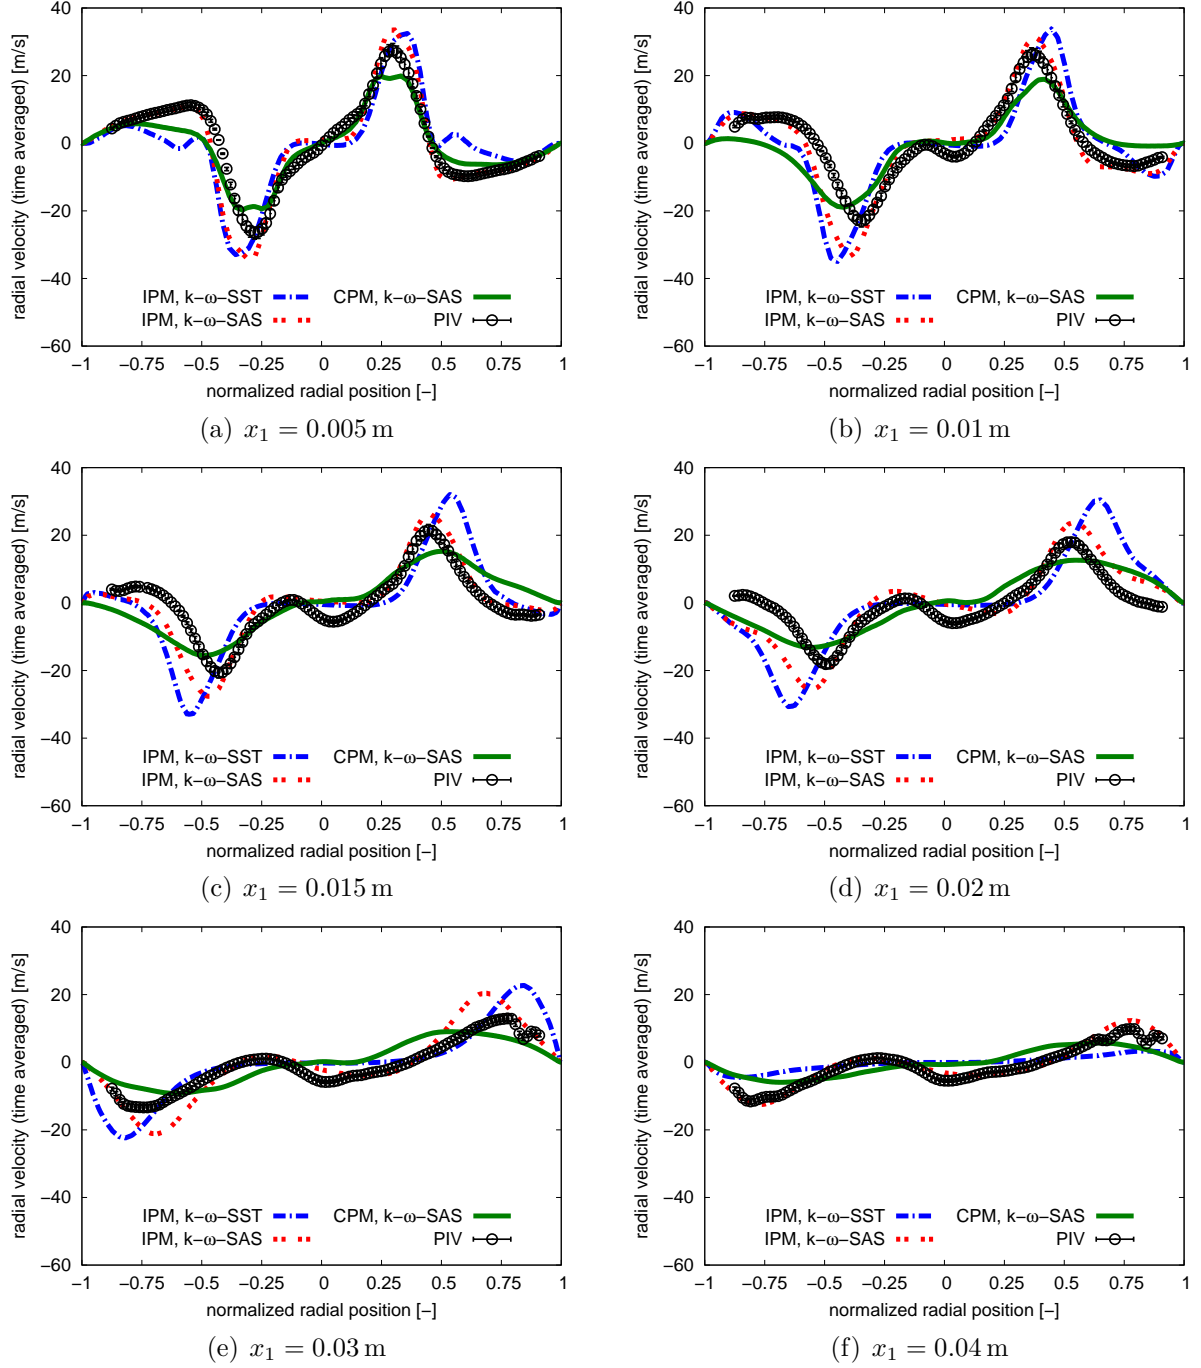 40
20
0
−20
−40
−60
radial velocity (time averaged) [m/s]
IPM, k−ω−SST
IPM, k−ω−SAS
CPM, k−ω−SAS
PIV
−1 −0.75 −0.5 −0.25 0 0.25 0.5 0.75 1
normalized radial position [−]
(a) x₁ = 0.005 m
40
20
0
−20
−40
−60
radial velocity (time averaged) [m/s]
IPM, k−ω−SST
IPM, k−ω−SAS
CPM, k−ω−SAS
PIV
−1 −0.75 −0.5 −0.25 0 0.25 0.5 0.75 1
normalized radial position [−]
(b) x₁ = 0.01 m
40
20
0
−20
−40
−60
radial velocity (time averaged) [m/s]
IPM, k−ω−SST
IPM, k−ω−SAS
CPM, k−ω−SAS
PIV
−1 −0.75 −0.5 −0.25 0 0.25 0.5 0.75 1
normalized radial position [−]
(c) x₁ = 0.015 m
40
20
0
−20
−40
−60
radial velocity (time averaged) [m/s]
IPM, k−ω−SST
IPM, k−ω−SAS
CPM, k−ω−SAS
PIV
−1 −0.75 −0.5 −0.25 0 0.25 0.5 0.75 1
normalized radial position [−]
(d) x₁ = 0.02 m
40
20
0
−20
−40
−60
radial velocity (time averaged) [m/s]
IPM, k−ω−SST
IPM, k−ω−SAS
CPM, k−ω−SAS
PIV
−1 −0.75 −0.5 −0.25 0 0.25 0.5 0.75 1
normalized radial position [−]
(e) x₁ = 0.03 m
40
20
0
−20
−40
−60
radial velocity (time averaged) [m/s]
IPM, k−ω−SST
IPM, k−ω−SAS
CPM, k−ω−SAS
PIV
−1 −0.75 −0.5 −0.25 0 0.25 0.5 0.75 1
normalized radial position [−]
(f) x₁ = 0.04 m